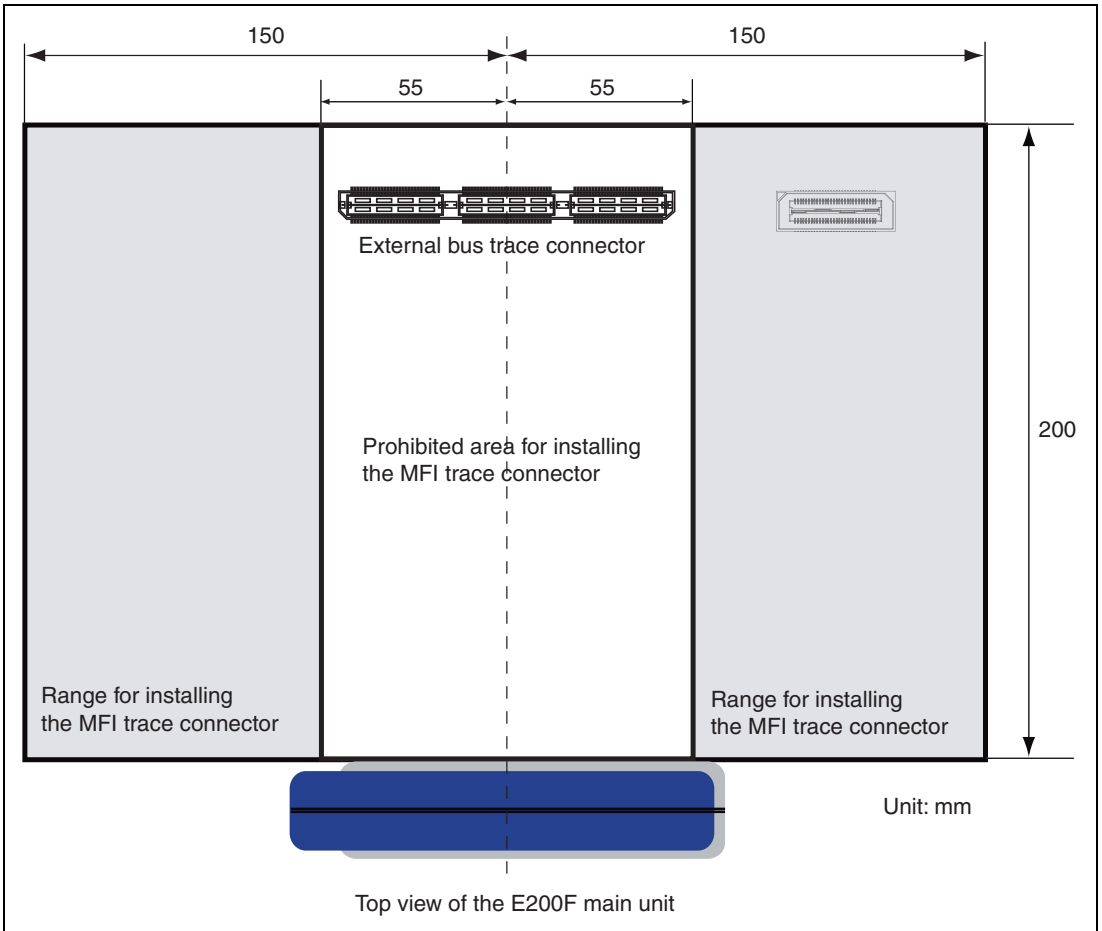 150
150
55
55
External bus trace connector
200
Prohibited area for installing
the MFI trace connector
Range for installing
the MFI trace connector
Range for installing
the MFI trace connector
Unit: mm
Top view of the E200F main unit